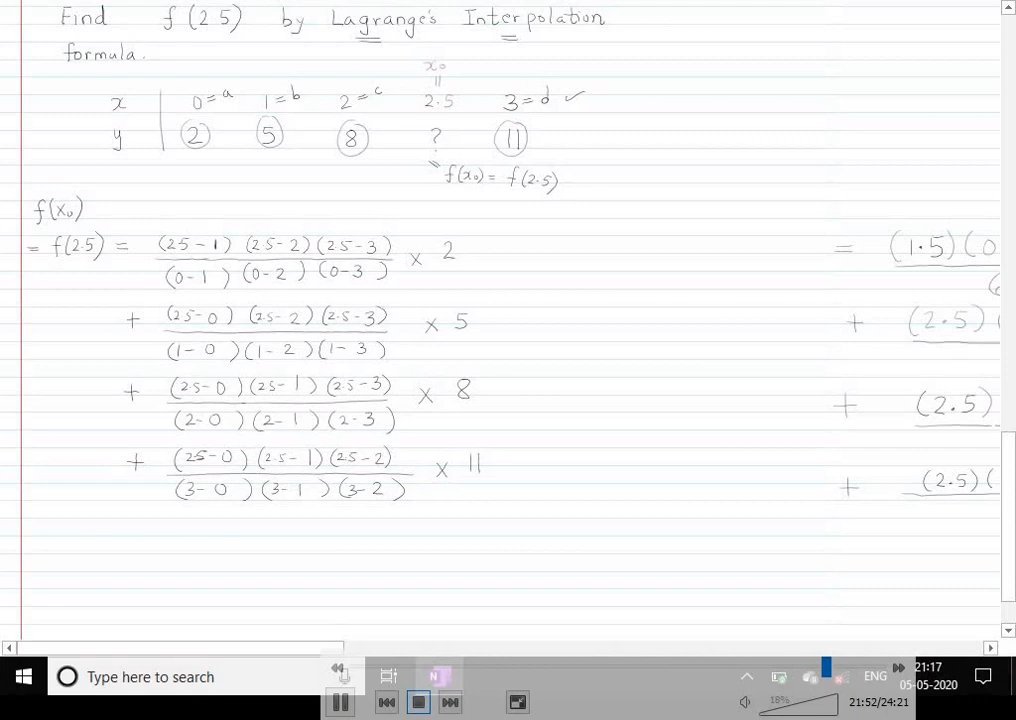 Find f(2.5) by Lagrange's Interpolation
formula.
x0
||
x 0=a 1=b 2=c 2.5 3=d ✓
y 2 5 8 ? 11
= f(x0) = f(2.5)
f(x0)
= f(2.5) = (2.5-1) (2.5-2) (2.5-3)
(0-1) (0-2) (0-3) × 2
+ (2.5-0) (2.5-2) (2.5-3)
(1-0) (1-2) (1-3) × 5
+ (2.5-0) (2.5-1) (2.5-3)
(2-0) (2-1) (2-3) × 8
+ (2.5-0) (2.5-1) (2.5-2)
(3-0) (3-1) (3-2) × 11
= (1.5) (0
(6
+ (2.5) (
+ (2.5)
+ (2.5) (
Type here to search
ENG
21:17
05-05-2020
18%
21:52/24:21